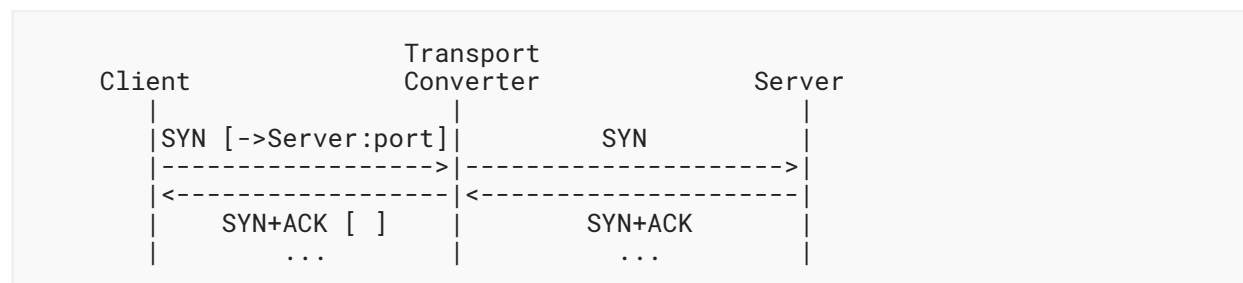 Transport
Client               Converter                Server
   |                    |                       |
   |SYN [->Server:port]|         SYN           |
   |------------------->|---------------------->|
   |<-------------------|<----------------------|
   |    SYN+ACK [ ]     |        SYN+ACK        |
   |        ...         |          ...          |